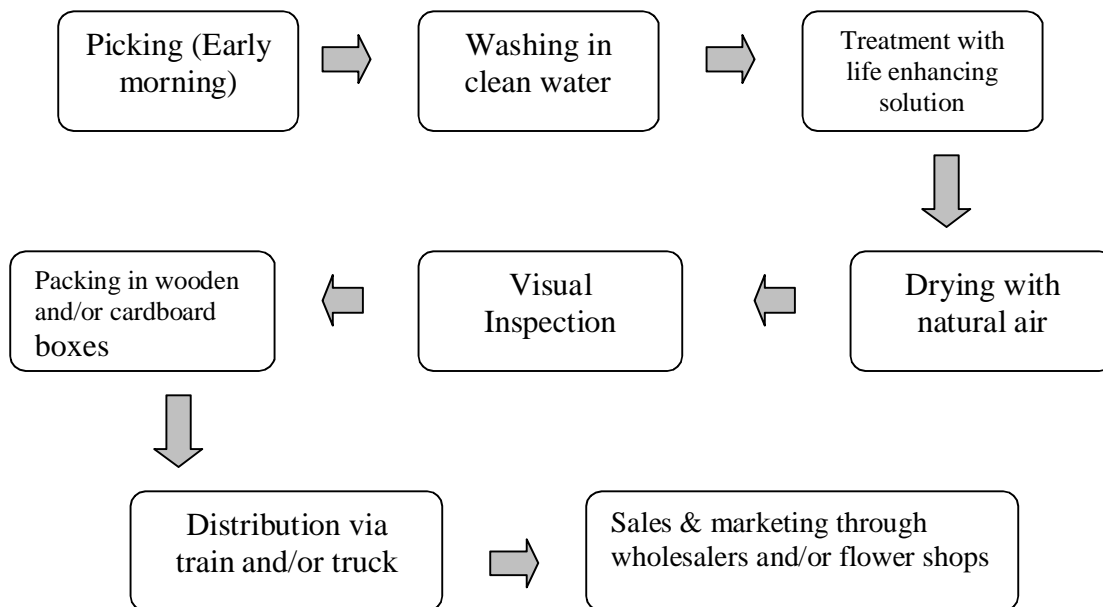 Picking (Early
morning)
Washing in
clean water
Treatment with
life enhancing
solution
Drying with
natural air
Visual
Inspection
Packing in wooden
and/or cardboard
boxes
Distribution via
train and/or truck
Sales & marketing through
wholesalers and/or flower shops